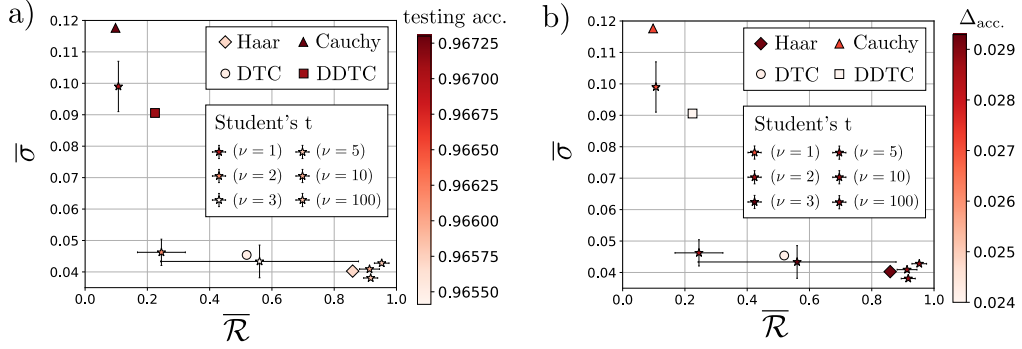 a)
testing acc.
0.12
0.11
0.10
0.09
0.08
0.07
0.06
0.05
0.04
0.03
σ̅
Haar
Cauchy
DTC
DDTC
Student's t
(ν = 1)
(ν = 5)
(ν = 2)
(ν = 10)
(ν = 3)
(ν = 100)
0.0
0.2
0.4
0.6
0.8
1.0
ℛ̅
0.96725
0.96700
0.96675
0.96650
0.96625
0.96600
0.96575
0.96550
b)
Δacc.
0.12
0.11
0.10
0.09
0.08
0.07
0.06
0.05
0.04
0.03
σ̅
Haar
Cauchy
DTC
DDTC
Student's t
(ν = 1)
(ν = 5)
(ν = 2)
(ν = 10)
(ν = 3)
(ν = 100)
0.0
0.2
0.4
0.6
0.8
1.0
ℛ̅
0.029
0.028
0.027
0.026
0.025
0.024